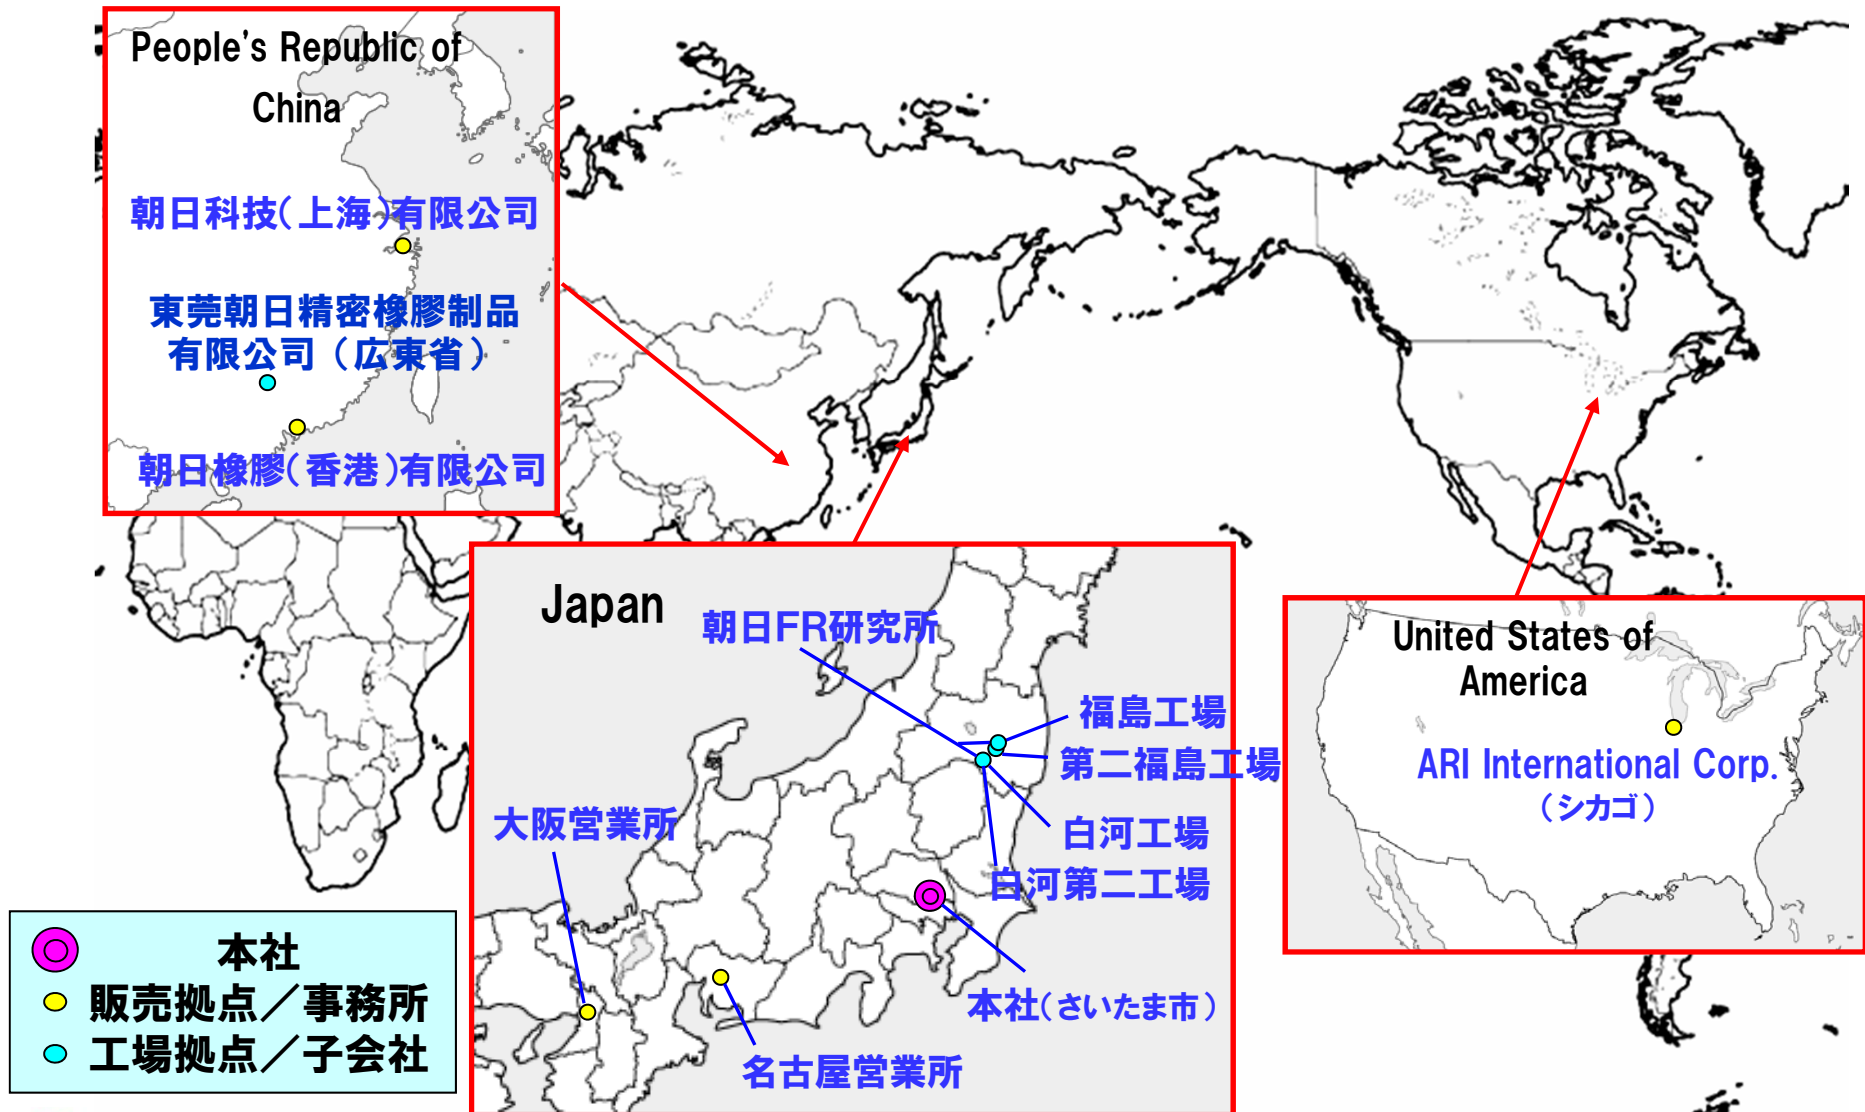 People's Republic of
China
朝日科技(上海)有限公司
東莞朝日精密橡膠制品
有限公司(広東省)
朝日橡膠(香港)有限公司
Japan
朝日FR研究所
福島工場
第二福島工場
白河工場
白河第二工場
大阪営業所
本社(さいたま市)
名古屋営業所
United States of
America
ARI International Corp.
(シカゴ)
本社
販売拠点/事務所
工場拠点/子会社